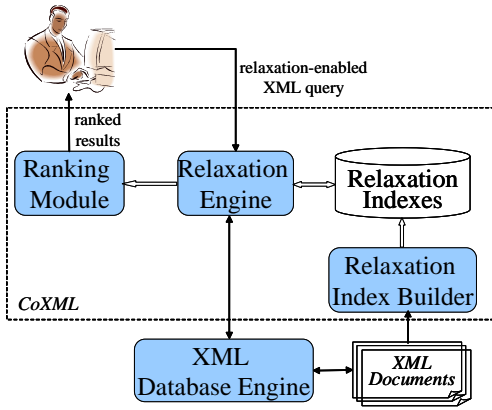 relaxation-enabled
XML query
ranked
results
Ranking
Module
Relaxation
Engine
Relaxation
Indexes
Relaxation
Index Builder
CoXML
XML
Database Engine
XML
Documents